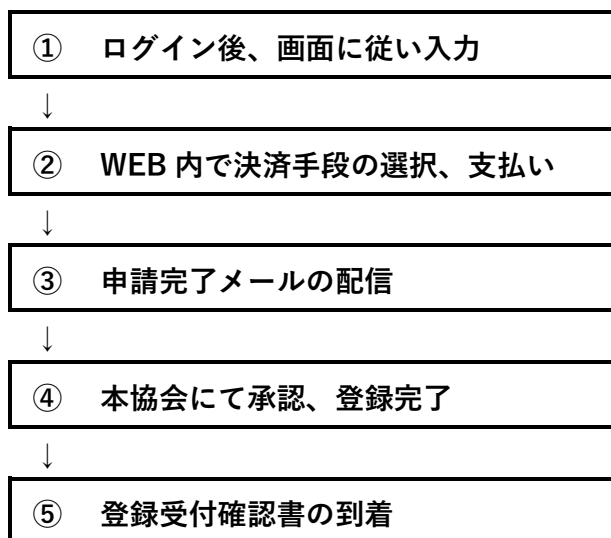 ① ログイン後、画面に従い入力
↓
② WEB 内で決済手段の選択、支払い
↓
③ 申請完了メールの配信
↓
④ 本協会にて承認、登録完了
↓
⑤ 登録受付確認書の到着